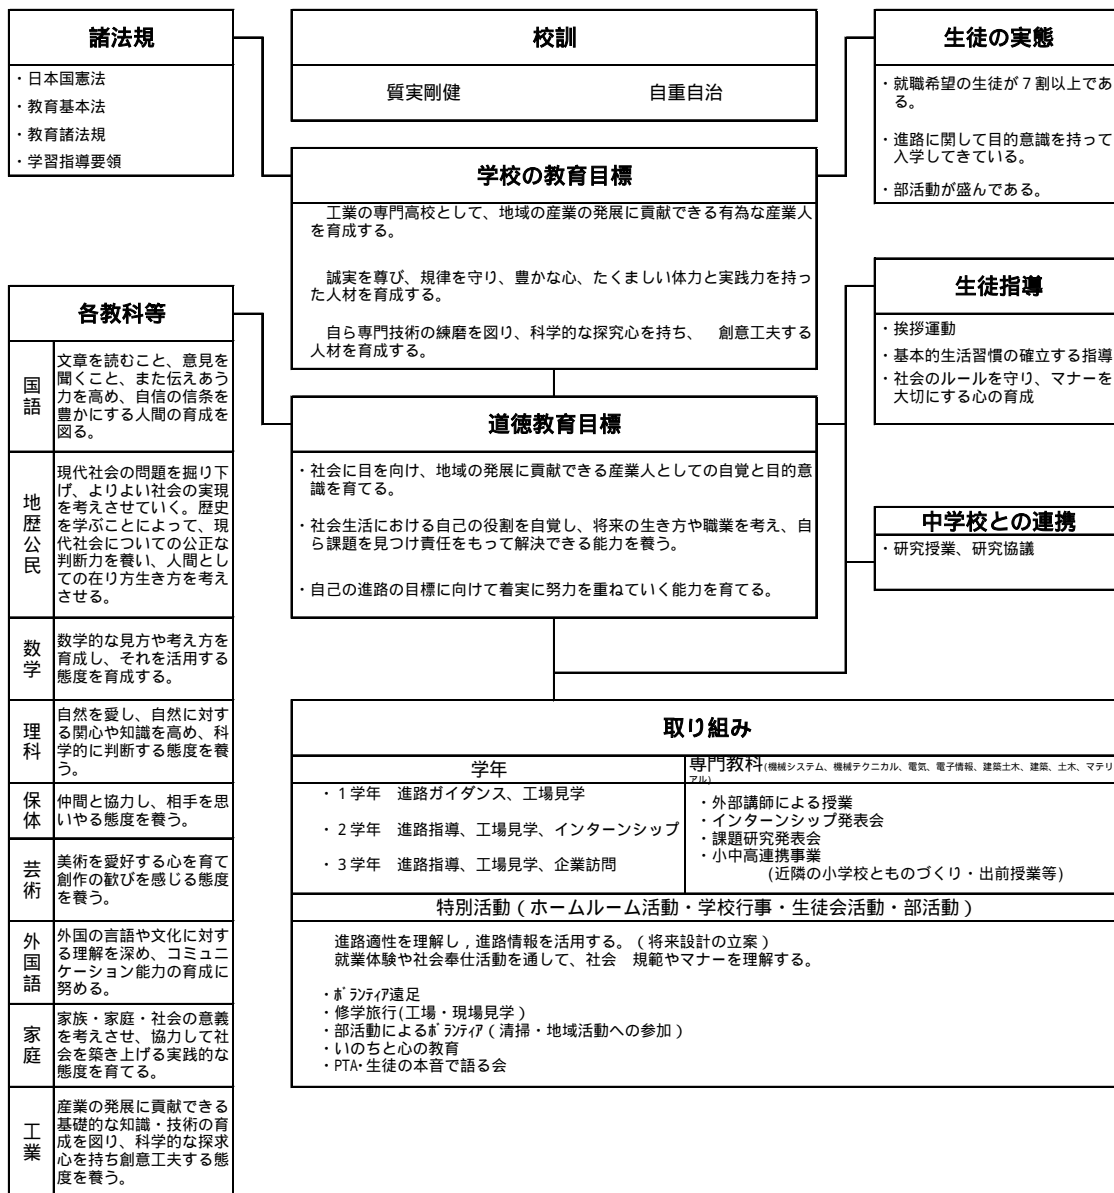 諸法規
・日本国憲法
・教育基本法
・教育諸法規
・学習指導要領
校訓
質実剛健 自重自治
生徒の実態
・就職希望の生徒が７割以上であ
る。
・進路に関して目的意識を持って
入学してきている。
・部活動が盛んである。
学校の教育目標
工業の専門高校として、地域の産業の発展に貢献できる有為な産業人
を育成する。
誠実を尊び、規律を守り、豊かな心、たくましい体力と実践力を持っ
た人材を育成する。
自ら専門技術の練磨を図り、科学的な探究心を持ち、　創意工夫する
人材を育成する。
生徒指導
・挨拶運動
・基本的生活習慣の確立する指導
・社会のルールを守り、マナーを
大切にする心の育成
各教科等
国語
文章を読むこと、意見を
聞くこと、また伝えあう
力を高め、自信の信条を
豊かにする人間の育成を
図る。
地歴公民
現代社会の問題を掘り下
げ、よりよい社会の実現
を考えさせていく。歴史
を学ぶことによって、現
代社会についての公正な
判断力を養い、人間とし
ての在り方生き方を考え
させる。
数学
数学的な見方や考え方を
育成し、それを活用する
態度を育成する。
理科
自然を愛し、自然に対す
る関心や知識を高め、科
学的に判断する態度を養
う。
保体
仲間と協力し、相手を思
いやる態度を養う。
芸術
美術を愛好する心を育て
創作の歓びを感じる態度
を養う。
外国語
外国の言語や文化に対す
る理解を深め、コミュニ
ケーション能力の育成に
努める。
家庭
家族・家庭・社会の意義
を考えさせ、協力して社
会を築き上げる実践的な
態度を育てる。
工業
産業の発展に貢献できる
基礎的な知識・技術の育
成を図り、科学的な探求
心を持ち創意工夫する態
度を養う。
道徳教育目標
・社会に目を向け、地域の発展に貢献できる産業人としての自覚と目的意
識を育てる。
・社会生活における自己の役割を自覚し、将来の生き方や職業を考え、自
ら課題を見つけ責任をもって解決できる能力を養う。
・自己の進路の目標に向けて着実に努力を重ねていく能力を育てる。
中学校との連携
・研究授業、研究協議
取り組み
学年
・１学年　進路ガイダンス、工場見学
・２学年　進路指導、工場見学、インターンシップ
・３学年　進路指導、工場見学、企業訪問
専門教科(機械システム、機械テクニカル、電気、電子情報、建築土木、建築、土木、マテリ
アル)
・外部講師による授業
・インターンシップ発表会
・課題研究発表会
・小中高連携事業
(近隣の小学校とものづくり・出前授業等)
特別活動（ホームルーム活動・学校行事・生徒会活動・部活動）
進路適性を理解し，進路情報を活用する。（将来設計の立案）
就業体験や社会奉仕活動を通して、社会　規範やマナーを理解する。
・ﾎﾞﾗﾝﾃｨｱ遠足
・修学旅行(工場・現場見学）
・部活動によるﾎﾞﾗﾝﾃｨｱ（清掃・地域活動への参加）
・いのちと心の教育
・PTA・生徒の本音で語る会